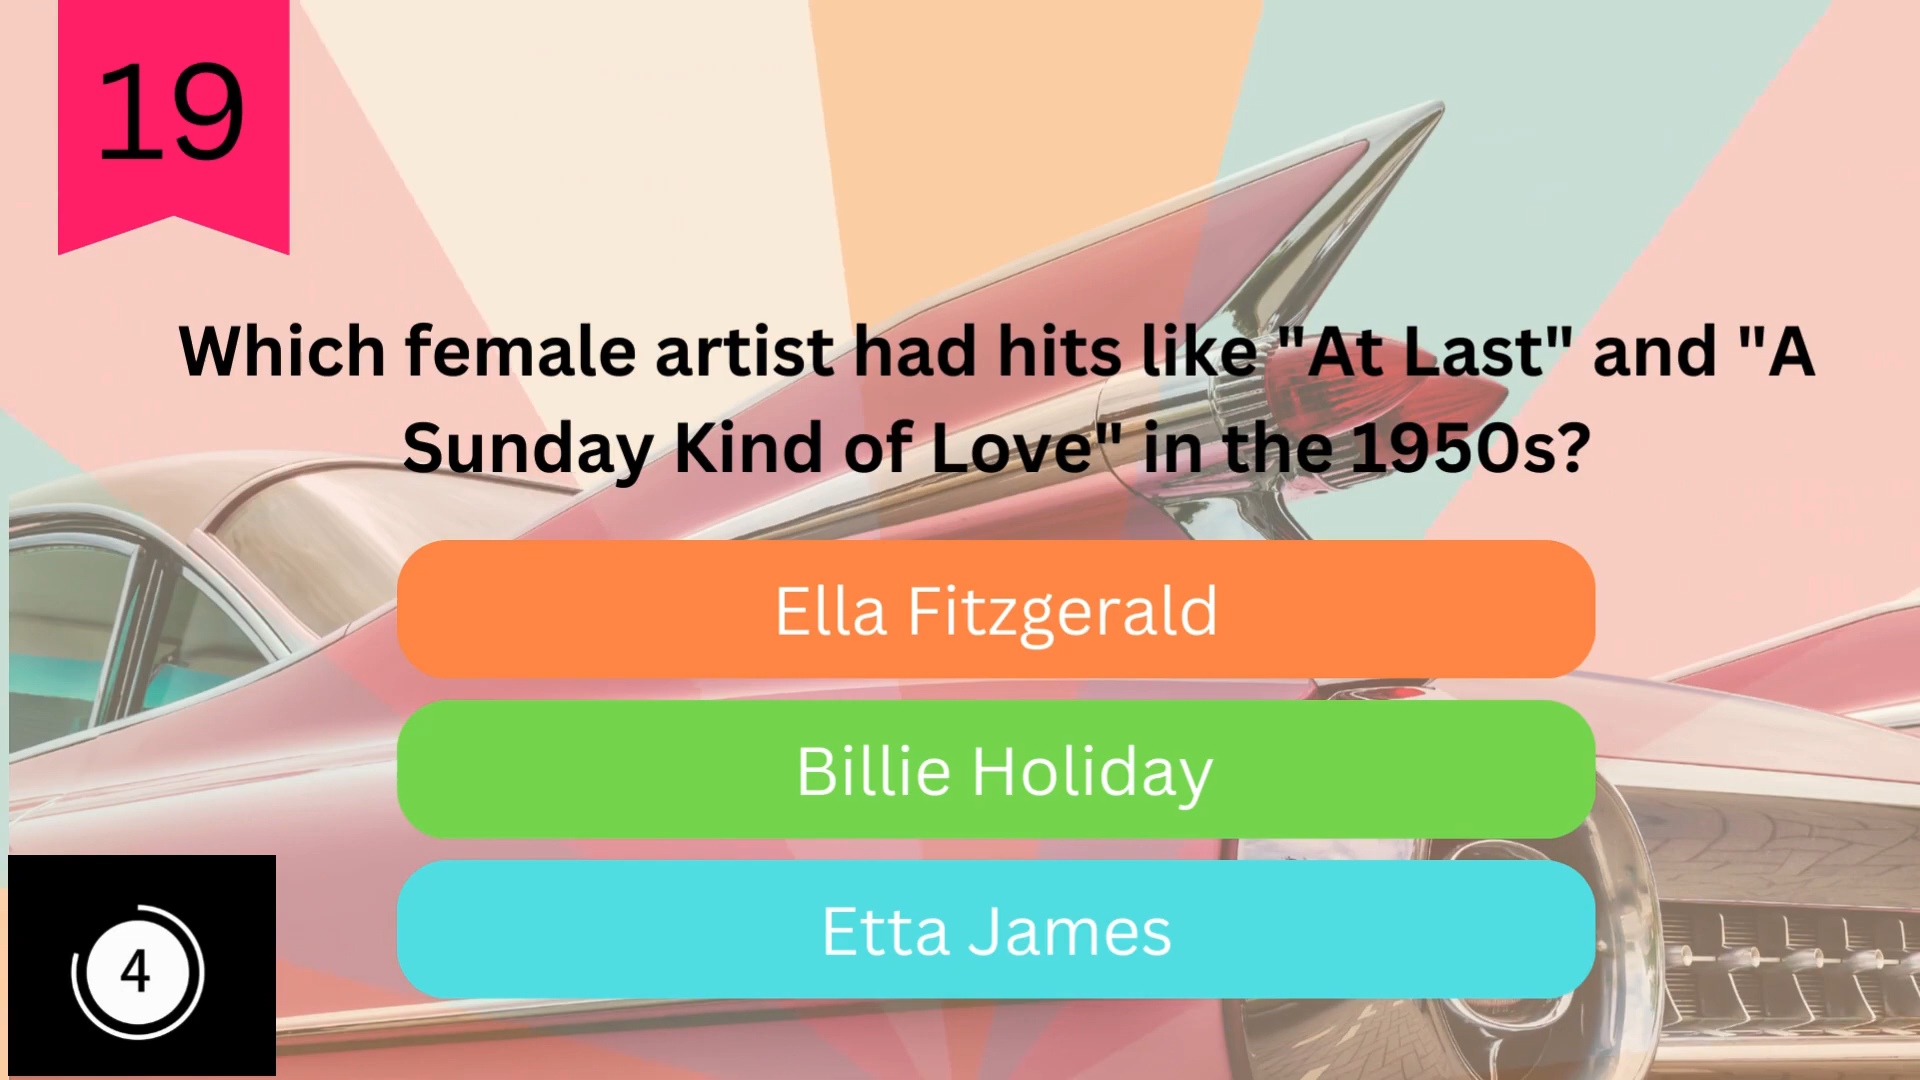 19
Which female artist had hits like "At Last" and "A
Sunday Kind of Love" in the 1950s?
Ella Fitzgerald
Billie Holiday
Etta James
4